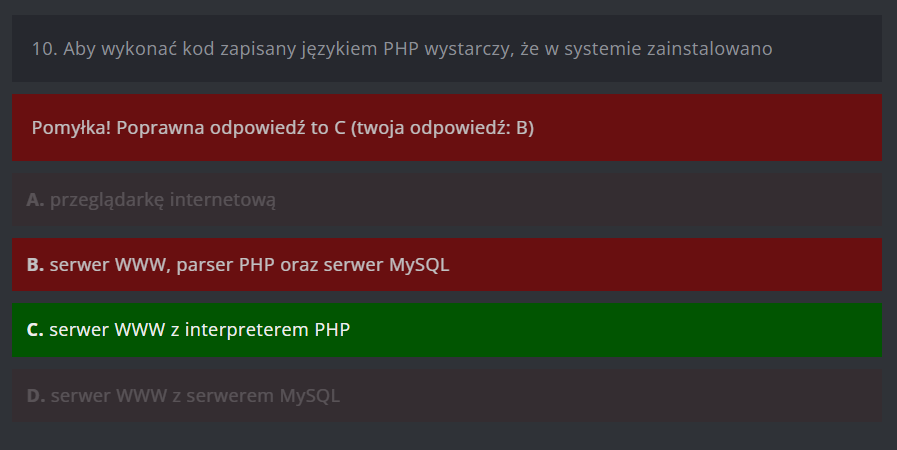 10. Aby wykonać kod zapisany językiem PHP wystarczy, że w systemie zainstalowano
Pomyłka! Poprawna odpowiedź to C (twoja odpowiedź: B)
A. przeglądarkę internetową
B. serwer WWW, parser PHP oraz serwer MySQL
C. serwer WWW z interpreterem PHP
D. serwer WWW z serwerem MySQL